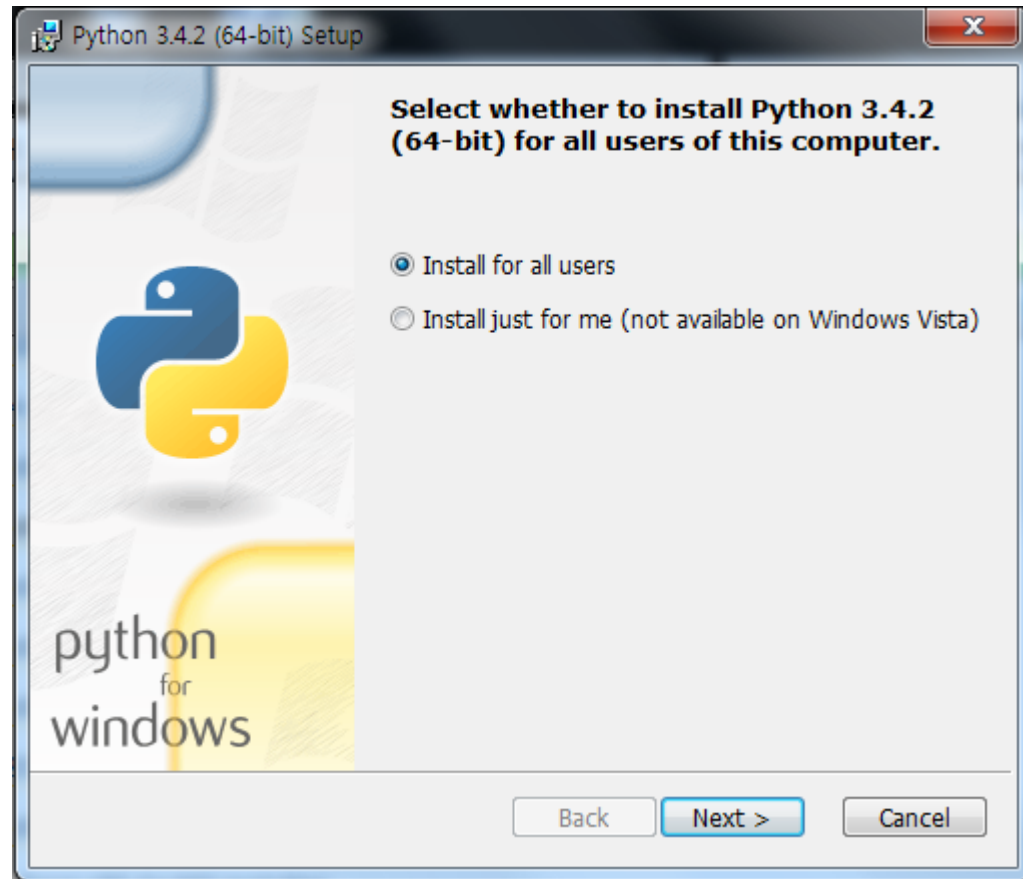 Python 3.4.2 (64-bit) Setup
Select whether to install Python 3.4.2
(64-bit) for all users of this computer.
Install for all users
Install just for me (not available on Windows Vista)
python
for
windows
Back
Next >
Cancel